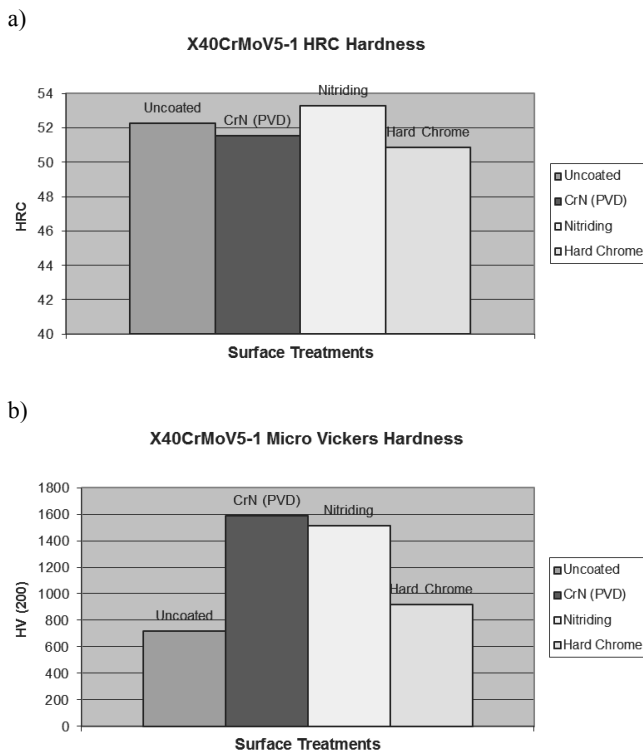 a)
X40CrMoV5-1 HRC Hardness
54
52
50
48
46
44
42
40
HRC
Uncoated
CrN (PVD)
Nitriding
Hard Chrome
Surface Treatments
Uncoated
CrN (PVD)
Nitriding
Hard Chrome
b)
X40CrMoV5-1 Micro Vickers Hardness
1800
1600
1400
1200
1000
800
600
400
200
0
HV (200)
Uncoated
CrN (PVD)
Nitriding
Hard Chrome
Surface Treatments
Uncoated
CrN (PVD)
Nitriding
Hard Chrome